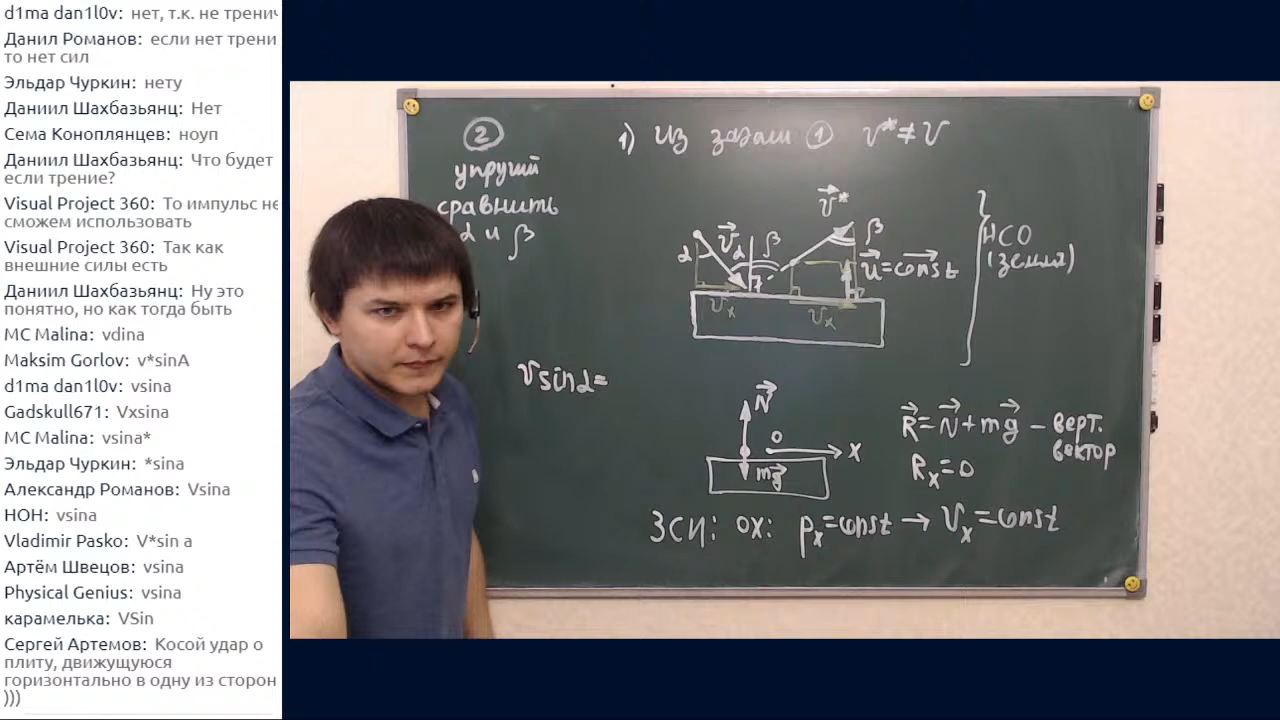 d1ma dan1l0v: нет, т.к. не тренич
Данил Романов: если нет трени
то нет сил
Эльдар Чуркин: нету
Даниил Шахбазьянц: Нет
Сема Коноплянцев: ноуп
Даниил Шахбазьянц: Что будет
если трение?
Visual Project 360: То импульс не
сможем использовать
Visual Project 360: Так как
внешние силы есть
Даниил Шахбазьянц: Ну это
понятно, но как тогда быть
MC Malina: vdina
Maksim Gorlov: v*sinA
d1ma dan1l0v: vsina
Gadskull671: Vxsina
MC Malina: vsina*
Эльдар Чуркин: *sina
Александр Романов: Vsina
НОН: vsina
Vladimir Pasko: V*sin a
Артём Швецов: vsina
Physical Genius: vsina
карамелька: VSin
Сергей Артемов: Косой удар о
плиту, движущуюся
горизонтально в одну из сторон
)))
2
упругий
сравнить
α и β
1) Из задачи 1 v* ≠ v
v*
α v α β β
u = const
vx vx
НСО
(земля)
v sinα =
N
0 x
mg
R = N + mg – верт.
вектор
Rx = 0
ЗСИ: ox: px = const → vx = const